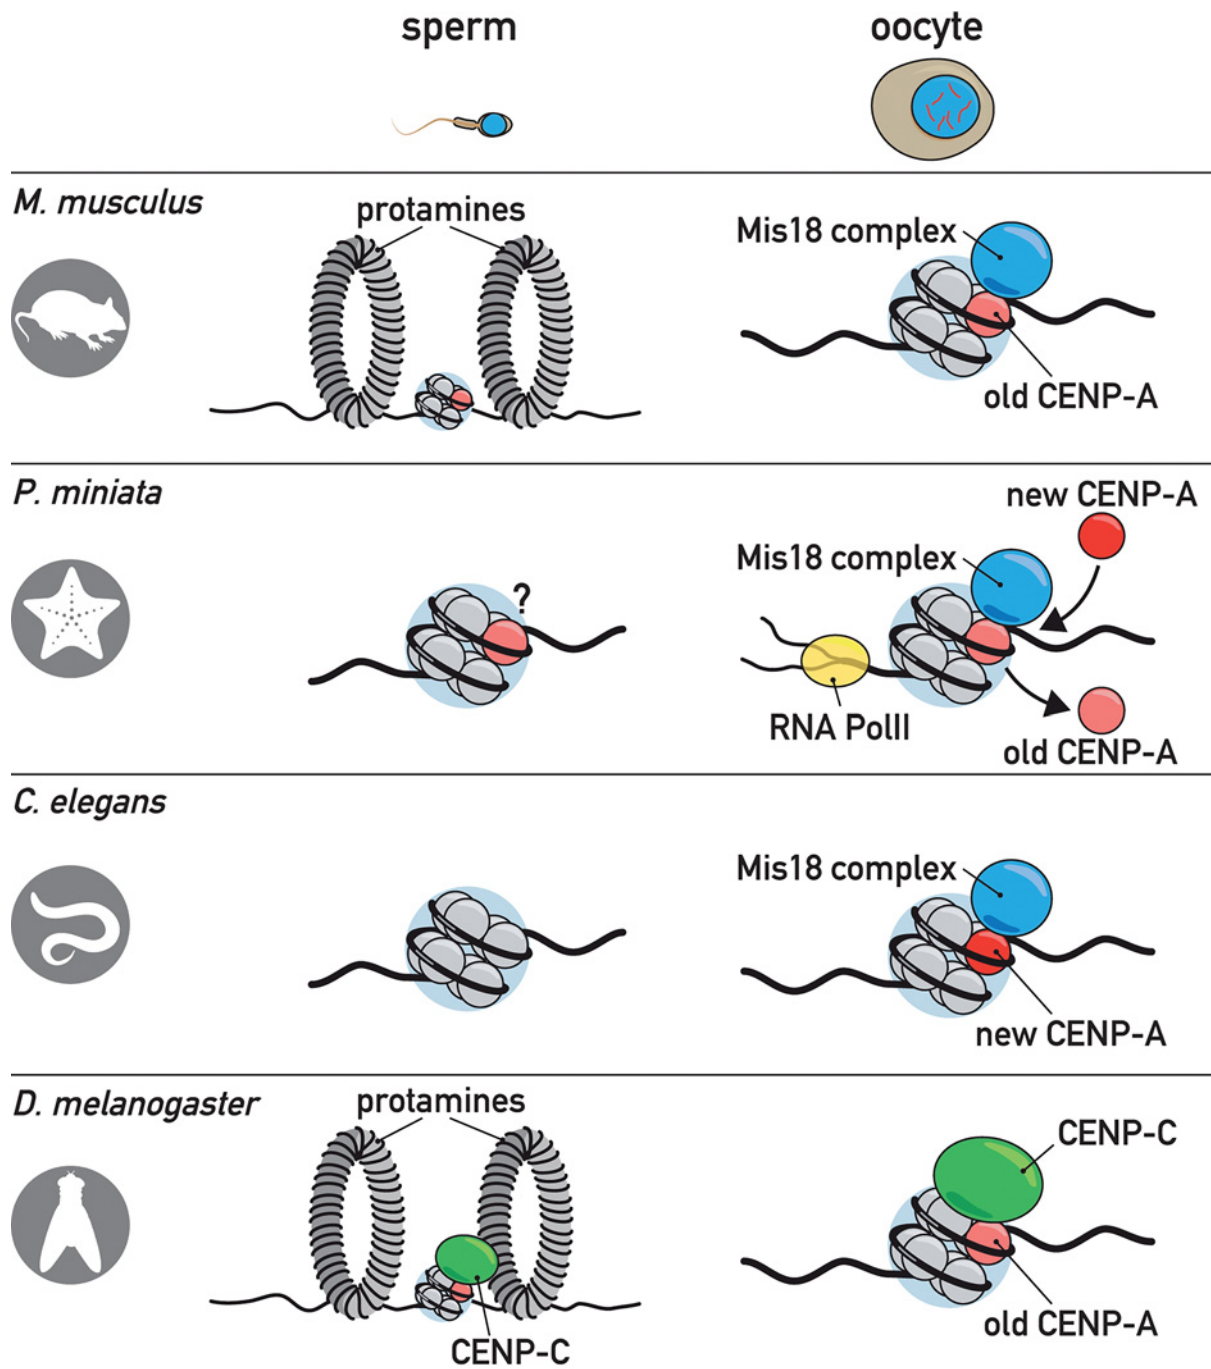 sperm
oocyte
M. musculus
protamines
Mis18 complex
old CENP-A
P. miniata
new CENP-A
Mis18 complex
?
RNA PolII
old CENP-A
C. elegans
Mis18 complex
new CENP-A
D. melanogaster
protamines
CENP-C
old CENP-A
CENP-C